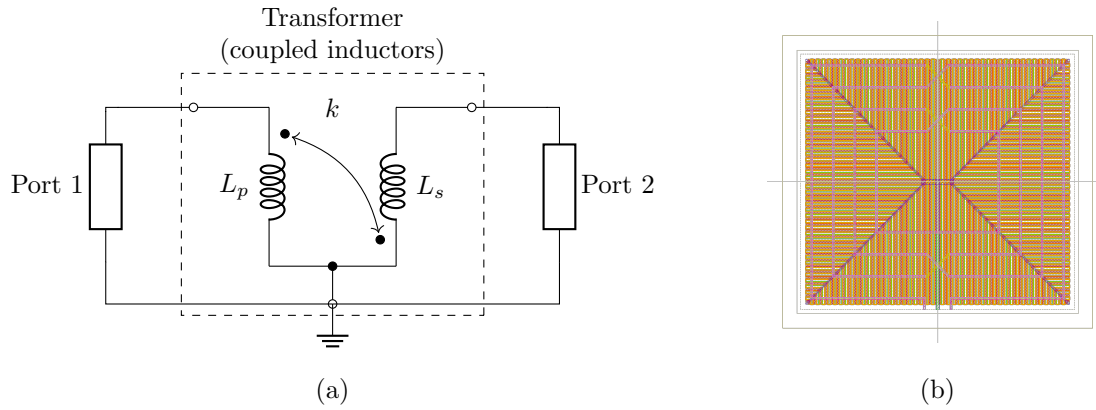 Transformer
(coupled inductors)
k
Port 1
L_p
L_s
Port 2
(a)
(b)